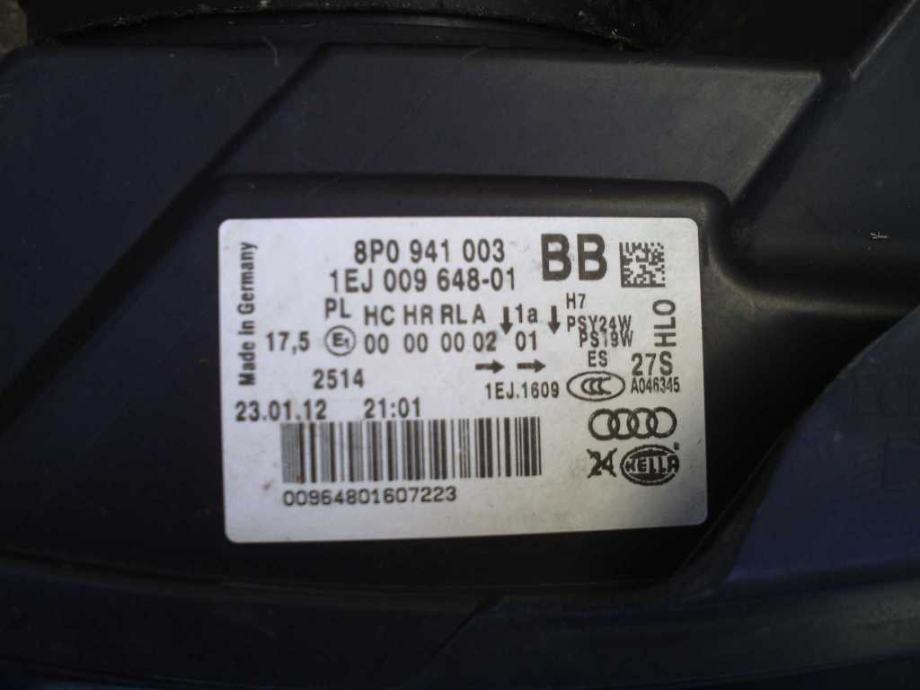 Made in Germany
8P0 941 003 BB
1EJ 009 648-01
PL HC HR RL A 1a H7
PSY24W
17,5 E1 00 00 00 02 01 PS19W
HLO
ES 27S
2514 1EJ.1609 CCC A046345
23.01.12 21:01
24 HELLA
00964801607223